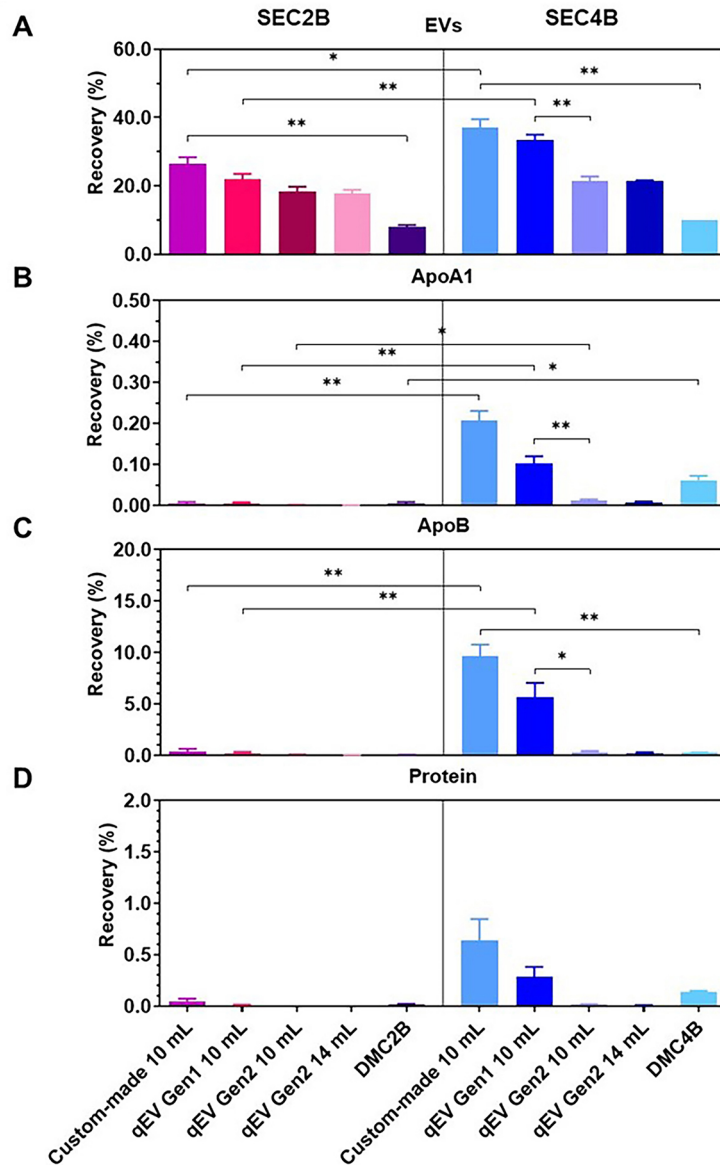 A
SEC2B
EVs
SEC4B
Recovery (%)
60.0
40.0
20.0
0.0
*
**
**
**
**
B
ApoA1
Recovery (%)
0.50
0.40
0.30
0.20
0.10
0.00
*
**
*
**
**
C
ApoB
Recovery (%)
20.0
15.0
10.0
5.0
0.0
**
**
**
*
D
Protein
Recovery (%)
2.0
1.5
1.0
0.5
0.0
Custom-made 10 mL
qEV Gen1 10 mL
qEV Gen2 10 mL
qEV Gen2 14 mL
DMC2B
Custom-made 10 mL
qEV Gen1 10 mL
qEV Gen2 10 mL
qEV Gen2 14 mL
DMC4B